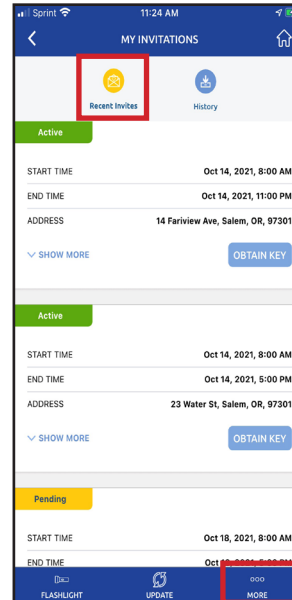 Sprint 11:24 AM
MY INVITATIONS
Recent Invites History
Active
START TIME Oct 14, 2021, 8:00 AM
END TIME Oct 14, 2021, 11:00 PM
ADDRESS 14 Fariview Ave, Salem, OR, 97301
SHOW MORE OBTAIN KEY
Active
START TIME Oct 14, 2021, 8:00 AM
END TIME Oct 14, 2021, 5:00 PM
ADDRESS 23 Water St, Salem, OR, 97301
SHOW MORE OBTAIN KEY
Pending
START TIME Oct 18, 2021, 8:00 AM
END TIME Oct
FLASHLIGHT UPDATE MORE